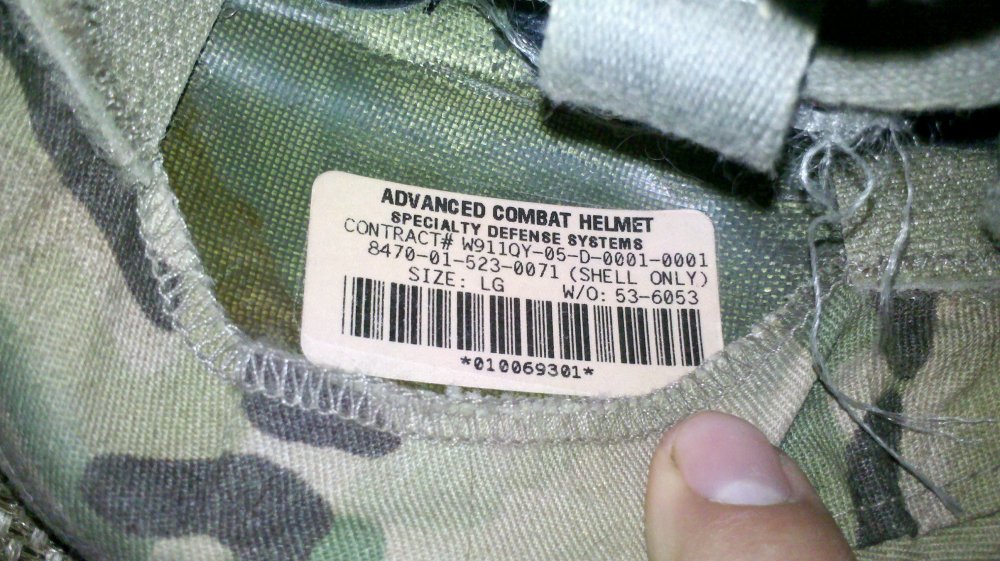 ADVANCED COMBAT HELMET
SPECIALTY DEFENSE SYSTEMS
CONTRACT# W911QY-05-D-0001-0001
8470-01-523-0071 (SHELL ONLY)
SIZE: LG W/O: 53-6053
*010069301*